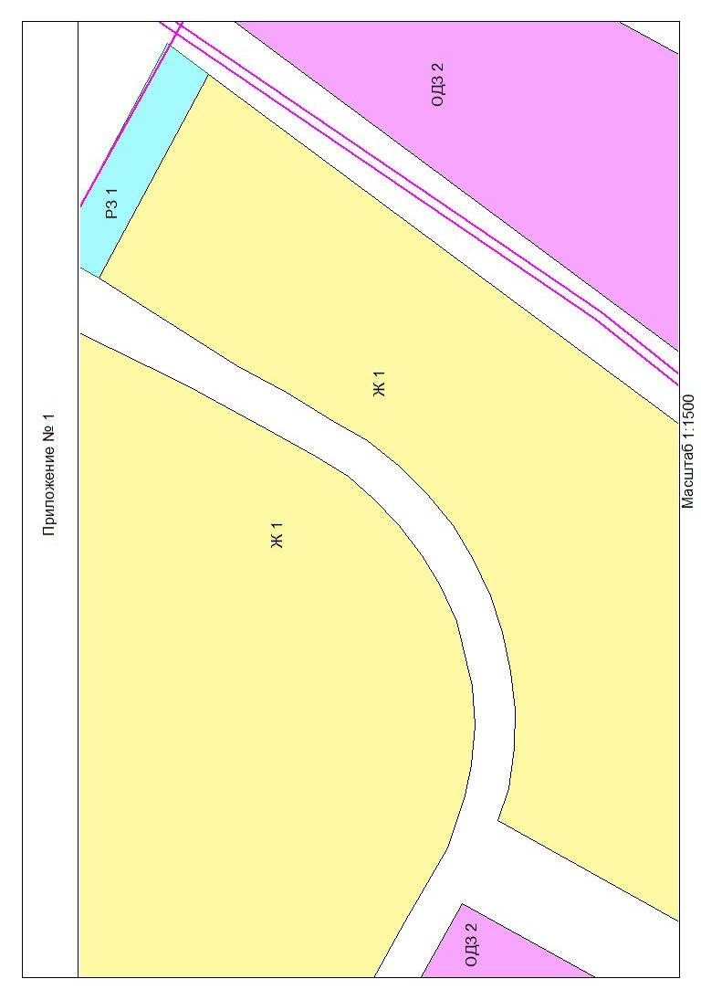 Приложение № 1
РЗ 1
Ж 1
Ж 1
ОДЗ 2
ОДЗ 2
Масштаб 1:1500